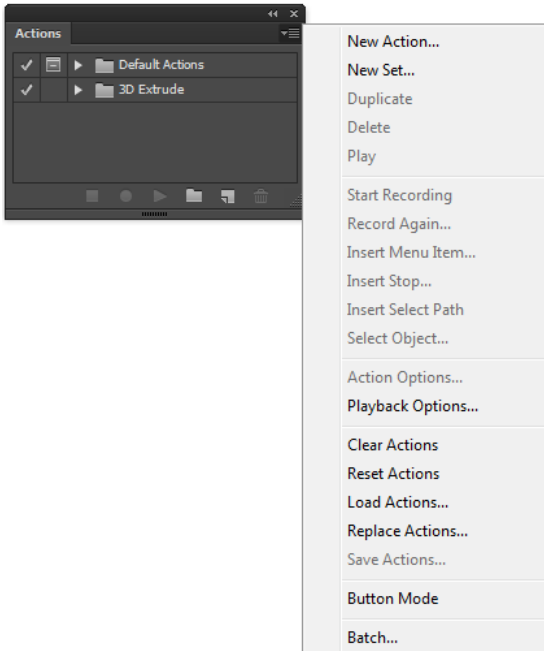 Actions
Default Actions
3D Extrude
New Action...
New Set...
Duplicate
Delete
Play
Start Recording
Record Again...
Insert Menu Item...
Insert Stop...
Insert Select Path
Select Object...
Action Options...
Playback Options...
Clear Actions
Reset Actions
Load Actions...
Replace Actions...
Save Actions...
Button Mode
Batch...